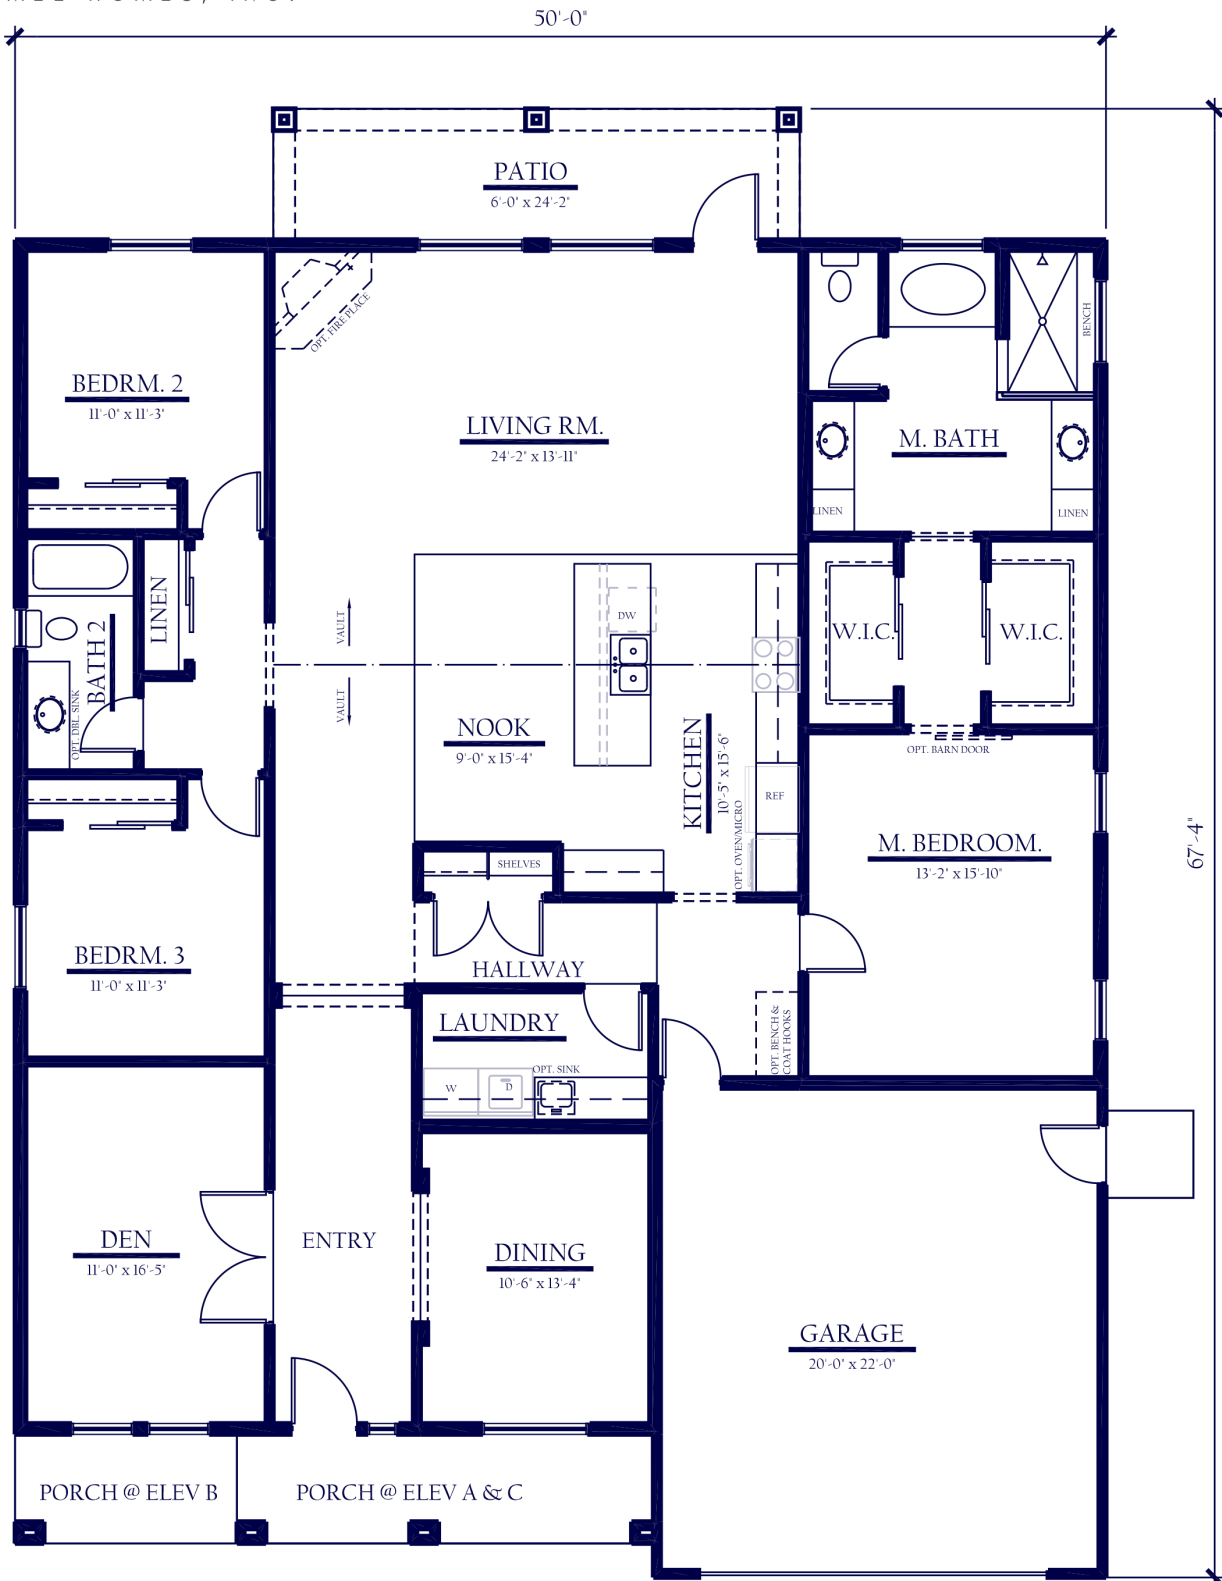 50'-0"
PATIO
6'-0" x 24'-2"
OPT. FIRE PLACE
BENCH
BEDRM. 2
11'-0" x 11'-3"
LIVING RM.
24'-2" x 13'-11"
M. BATH
LINEN
LINEN
LINEN
BATH 2
OPT. DBL. SINK
VAULT
VAULT
DW
W.I.C.
W.I.C.
NOOK
9'-0" x 15'-4"
KITCHEN
10'-5" x 15'-6"
OPT. BARN DOOR
REF
OPT. OVEN/MICRO
67'-4"
M. BEDROOM.
13'-2" x 15'-10"
SHELVES
BEDRM. 3
11'-0" x 11'-3"
HALLWAY
LAUNDRY
OPT. BENCH &
COAT HOOKS
OPT. SINK
W
D
DEN
11'-0" x 16'-5"
ENTRY
DINING
10'-6" x 13'-4"
GARAGE
20'-0" x 22'-0"
PORCH @ ELEV B
PORCH @ ELEV A & C